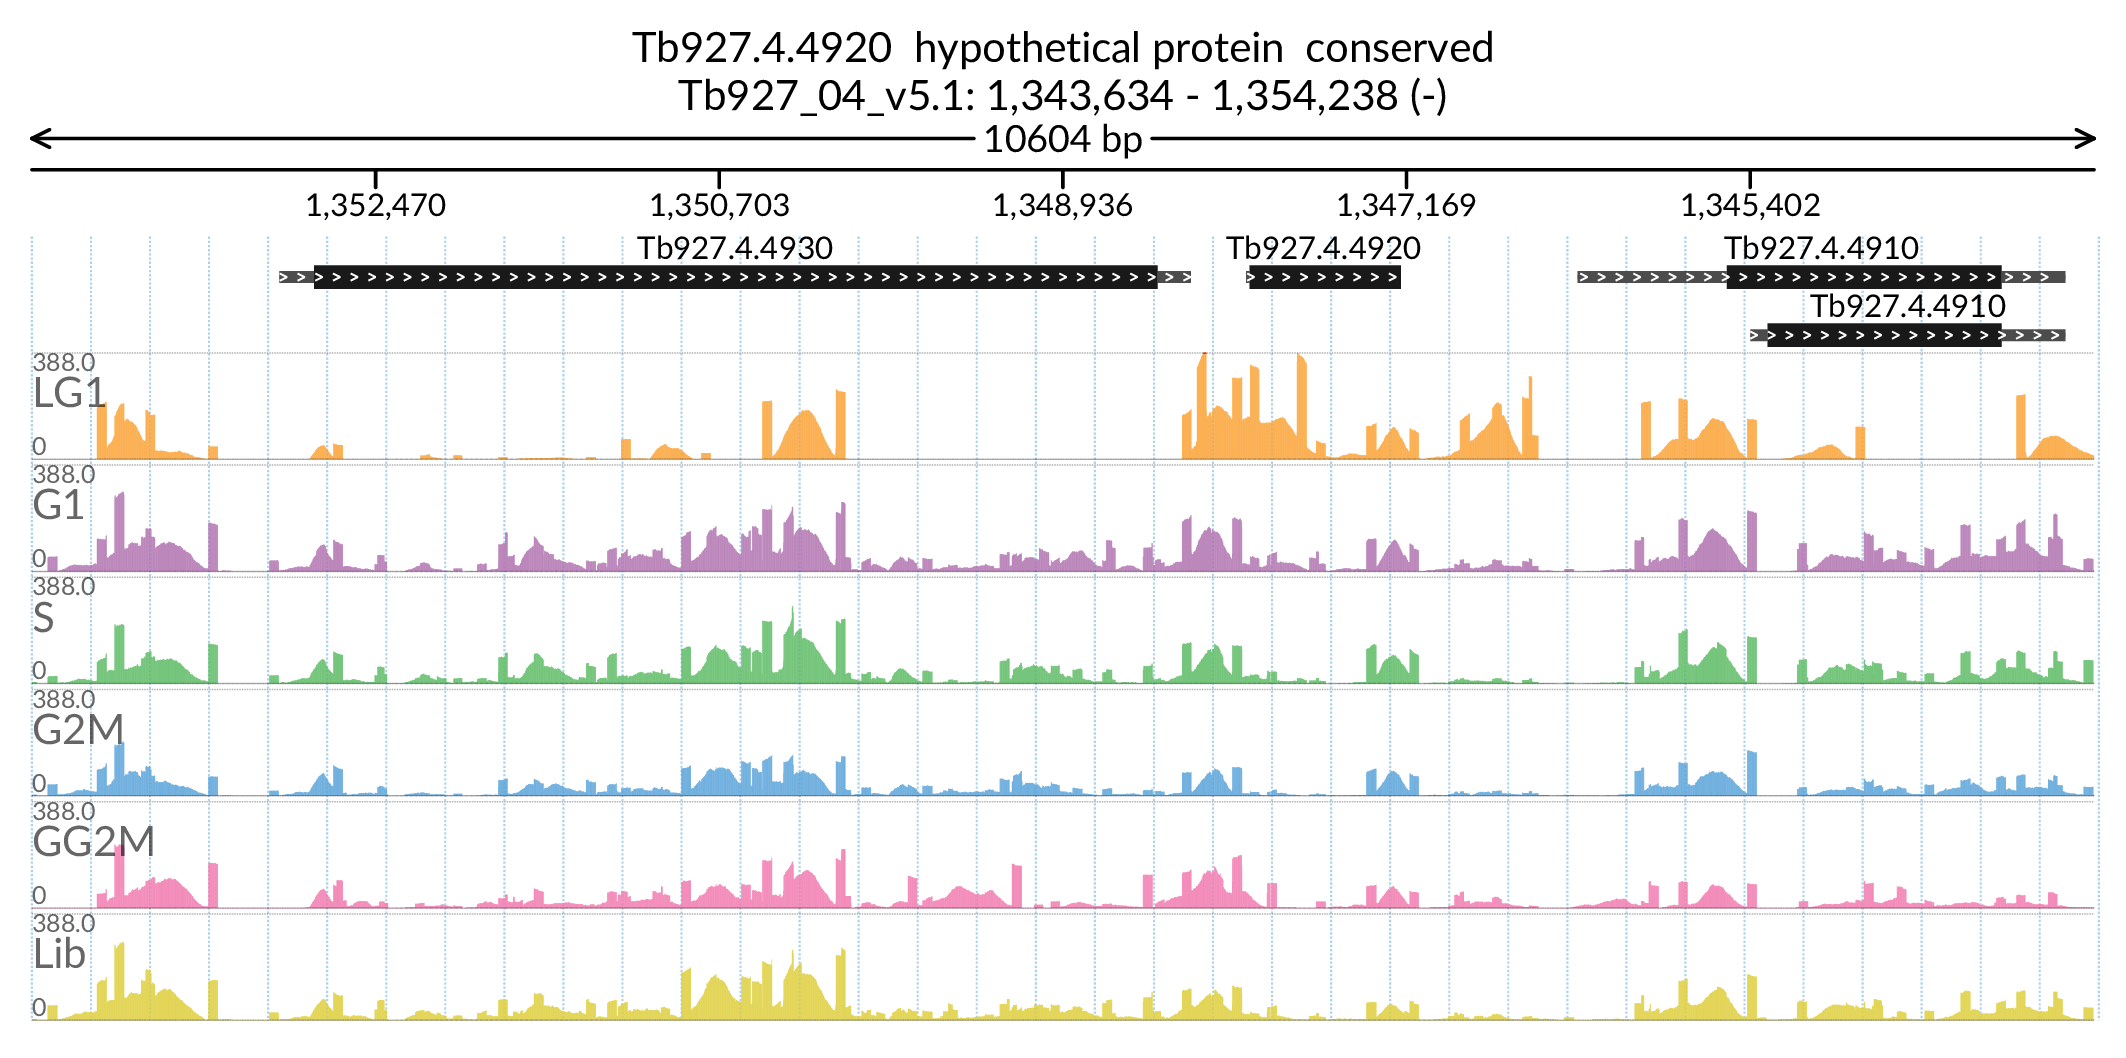 Tb927.4.4920  hypothetical protein  conserved
Tb927_04_v5.1: 1,343,634 - 1,354,238 (-)
10604 bp
1,352,470 1,350,703 1,348,936 1,347,169 1,345,402
Tb927.4.4930 Tb927.4.4920 Tb927.4.4910
Tb927.4.4910
388.0
LG1
0
388.0
G1
0
388.0
S
0
388.0
G2M
0
388.0
GG2M
0
388.0
Lib
0